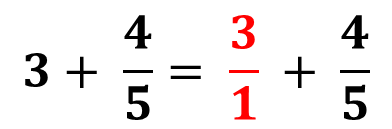 3 + 4/5 = 3/1 + 4/5